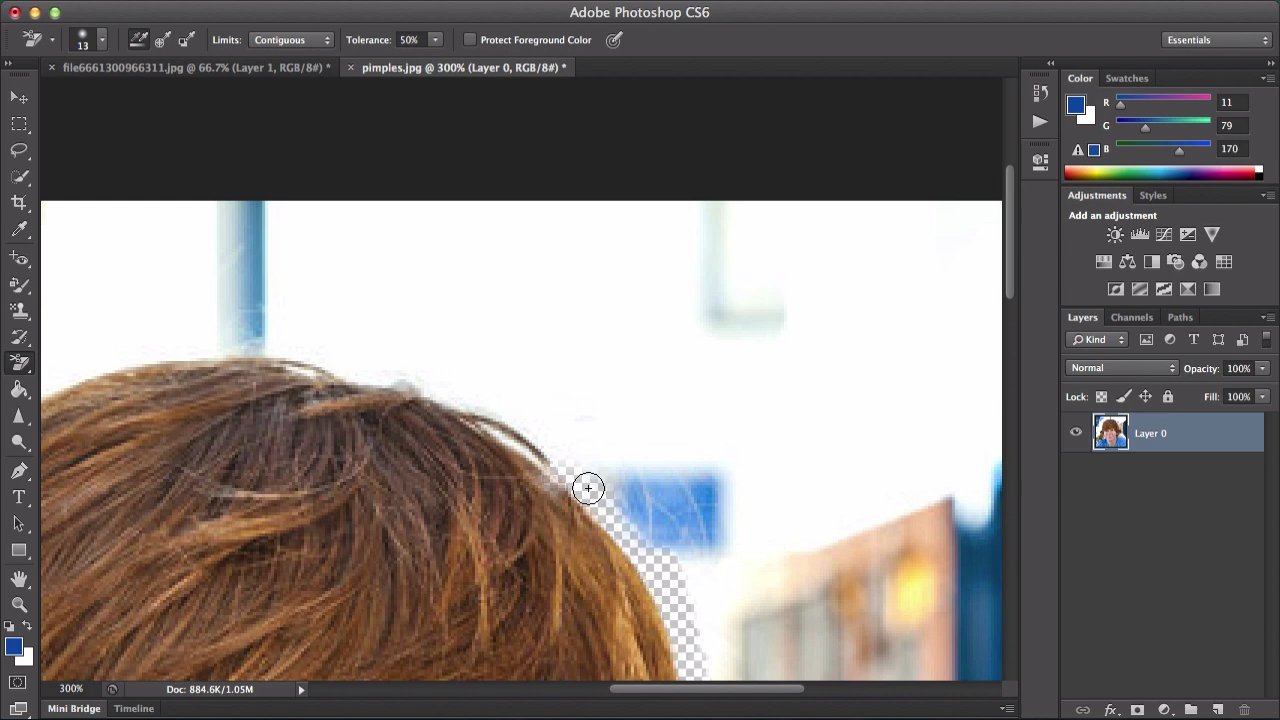 Adobe Photoshop CS6
13 Limits: Contiguous Tolerance: 50% Protect Foreground Color Essentials
file6661300966311.jpg @ 66.7% (Layer 1, RGB/8#) * pimples.jpg @ 300% (Layer 0, RGB/8#) *
Color Swatches
R 11
G 79
B 170
Adjustments Styles
Add an adjustment
Layers Channels Paths
Kind
Normal Opacity: 100%
Lock: Fill: 100%
Layer 0
300% Doc: 884.6K/1.05M
Mini Bridge Timeline